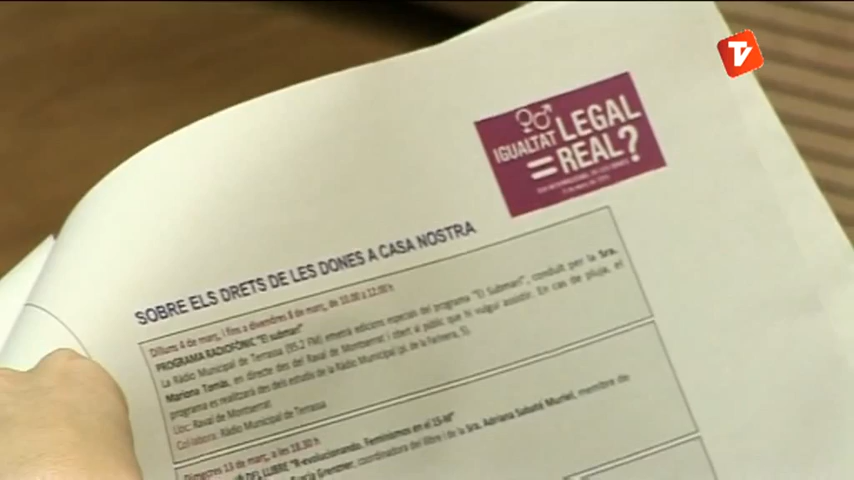 TV
IGUALTAT LEGAL
= REAL?
SOBRE ELS DRETS DE LES DONES A CASA NOSTRA
Dilluns 4 de març, i fins a divendres 8 de març, de 10.00 a 12.00 h
PROGRAMA RADIOFÒNIC "El submarí"
La Ràdio Municipal de Terrassa (95.2 FM) emetrà edicions especials del programa "El Submarí", conduït per la Sra.
Mariona Tomàs, en directe des del Raval de Montserrat i obert al públic que hi vulgui assistir. En cas de pluja, el
programa es realitzarà des dels estudis de la Ràdio Municipal
Lloc: Raval de Montserrat
Col·labora: Ràdio Municipal de Terrassa
Dimecres 13 de març, a les 18.30 h
DEL LLIBRE "R-evolucionando. Feminismos en el 15-M"
coordinadora del llibre i de la Sra. Adriana Sabaté Muriel, membre de